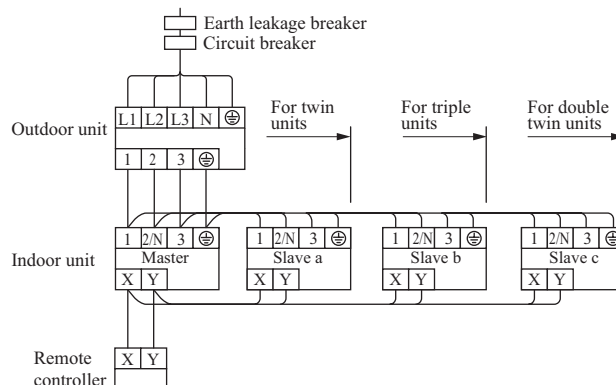 Earth leakage breaker
Circuit breaker
L1 L2 L3 N
Outdoor unit
1 2 3
For twin
units
For triple
units
For double
twin units
Indoor unit
1 2/N 3
Master
X Y
1 2/N 3
Slave a
X Y
1 2/N 3
Slave b
X Y
1 2/N 3
Slave c
X Y
Remote
controller
X Y